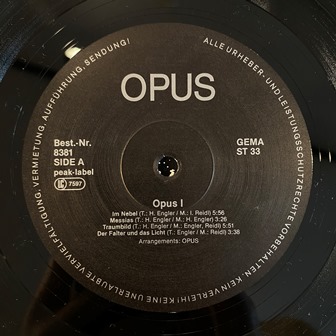 ALLE URHEBER- UND LEISTUNGSSCHUTZRECHTE VORBEHALTEN. KEIN VERLEIH! KEINE UNERLAUBTE VERVIELFÄLTIGUNG, VERMIETUNG, AUFFÜHRUNG, SENDUNG!
OPUS
Best.-Nr.
8381
SIDE A
peak-label
LC 7597
GEMA
ST 33
Opus I
Im Nebel (T.: H. Engler / M.: I. Reidl) 5:56
Messias (T.: H. Engler / M.: H. Engler) 3:26
Traumbild (T.: H. Engler / M.: H. Engler, Reidl) 5:51
Der Falter und das Licht (T.: H. Engler / M.: Reidl) 3:38
Arrangements: OPUS